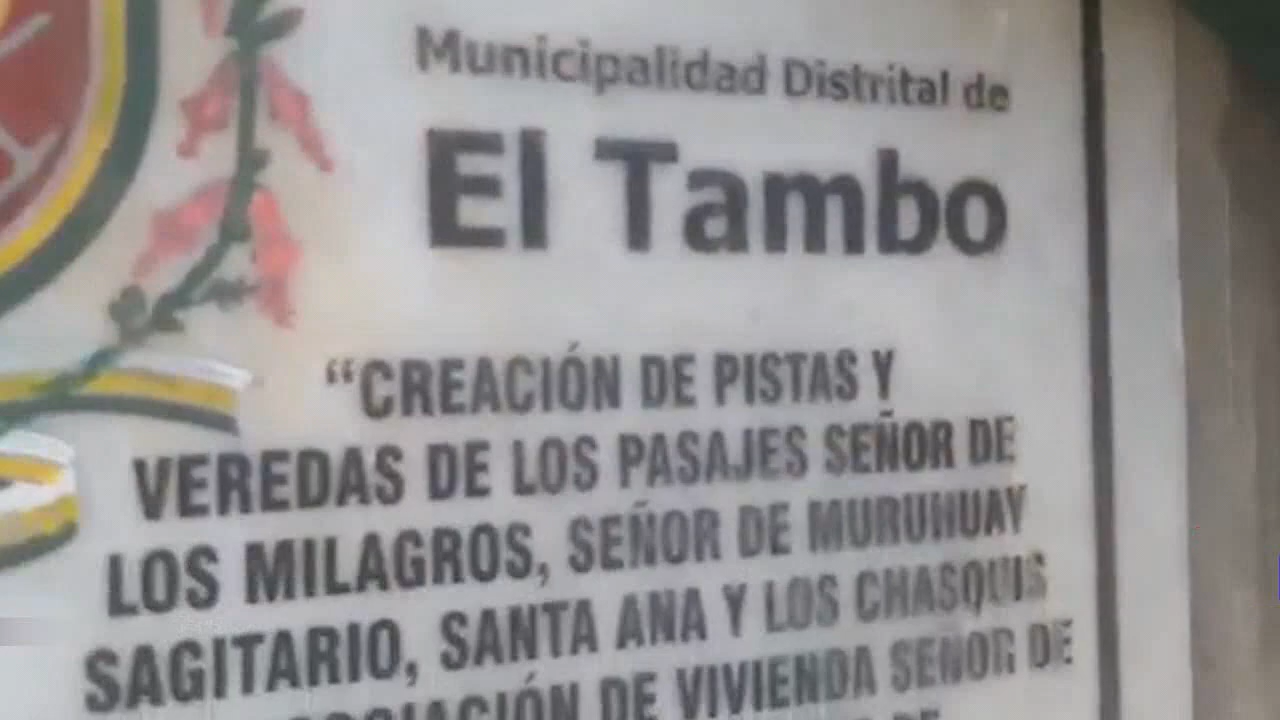 Municipalidad Distrital de
El Tambo
“CREACIÓN DE PISTAS Y
VEREDAS DE LOS PASAJES SEÑOR DE
LOS MILAGROS, SEÑOR DE MURUHUAY
SAGITARIO, SANTA ANA Y LOS CHASQUIS
DE VIVIENDA SEÑOR DE